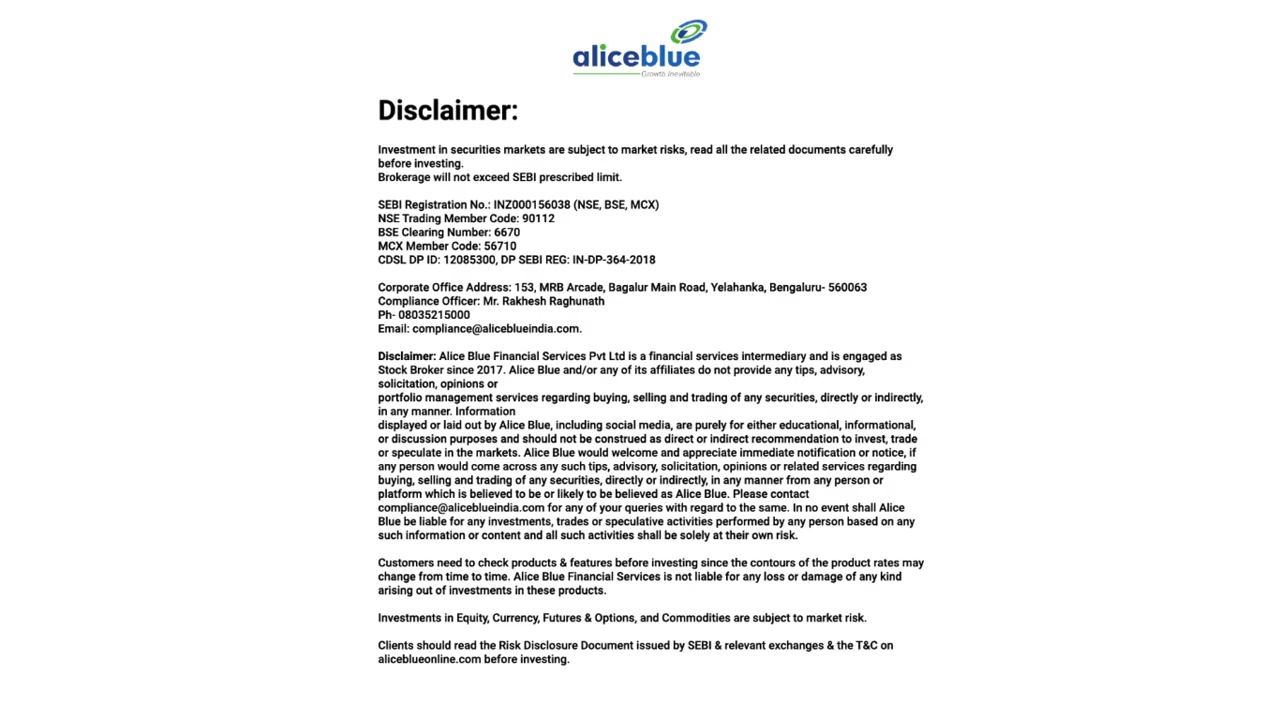 aliceblue
Growth Inevitable
Disclaimer:
Investment in securities markets are subject to market risks, read all the related documents carefully
before investing.
Brokerage will not exceed SEBI prescribed limit.
SEBI Registration No.: INZ000156038 (NSE, BSE, MCX)
NSE Trading Member Code: 90112
BSE Clearing Number: 6670
MCX Member Code: 56710
CDSL DP ID: 12085300, DP SEBI REG: IN-DP-364-2018
Corporate Office Address: 153, MRB Arcade, Bagalur Main Road, Yelahanka, Bengaluru- 560063
Compliance Officer: Mr. Rakhesh Raghunath
Ph- 08035215000
Email: compliance@aliceblueindia.com.
Disclaimer: Alice Blue Financial Services Pvt Ltd is a financial services intermediary and is engaged as
Stock Broker since 2017. Alice Blue and/or any of its affiliates do not provide any tips, advisory,
solicitation, opinions or
portfolio management services regarding buying, selling and trading of any securities, directly or indirectly,
in any manner. Information
displayed or laid out by Alice Blue, including social media, are purely for either educational, informational,
or discussion purposes and should not be construed as direct or indirect recommendation to invest, trade
or speculate in the markets. Alice Blue would welcome and appreciate immediate notification or notice, if
any person would come across any such tips, advisory, solicitation, opinions or related services regarding
buying, selling and trading of any securities, directly or indirectly, in any manner from any person or
platform which is believed to be or likely to be believed as Alice Blue. Please contact
compliance@aliceblueindia.com for any of your queries with regard to the same. In no event shall Alice
Blue be liable for any investments, trades or speculative activities performed by any person based on any
such information or content and all such activities shall be solely at their own risk.
Customers need to check products & features before investing since the contours of the product rates may
change from time to time. Alice Blue Financial Services is not liable for any loss or damage of any kind
arising out of investments in these products.
Investments in Equity, Currency, Futures & Options, and Commodities are subject to market risk.
Clients should read the Risk Disclosure Document issued by SEBI & relevant exchanges & the T&C on
aliceblueonline.com before investing.